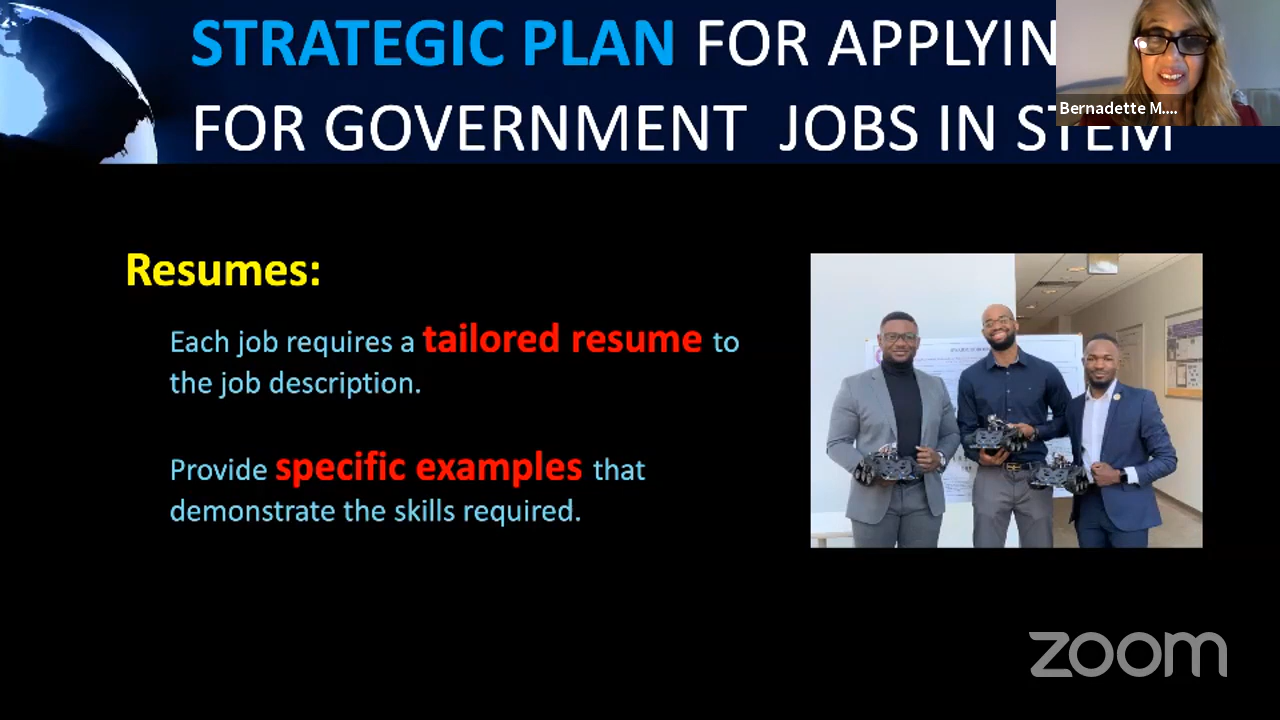 STRATEGIC PLAN FOR APPLYIN
FOR GOVERNMENT JOBS IN STEM
Bernadette M....
Resumes:
Each job requires a tailored resume to
the job description.
Provide specific examples that
demonstrate the skills required.
zoom